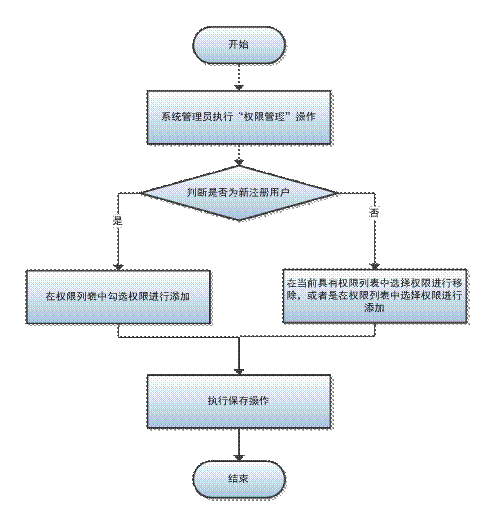 开始
系统管理员执行“权限管理”操作
判断是否为新注册用户
是
否
在权限列表中勾选权限进行添加
在当前具有权限列表中选择权限进行移
除，或者是在权限列表中选择权限进行
添加
执行保存操作
结束